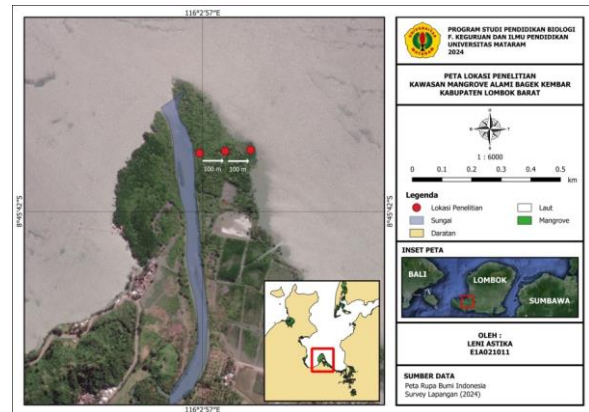 116°2'57"E
8°45'42"S
100 m
100 m
8°45'42"S
116°2'57"E
UNIVERSITAS
MATARAM
PROGRAM STUDI PENDIDIKAN BIOLOGI
F. KEGURUAN DAN ILMU PENDIDIKAN
UNIVERSITAS MATARAM
2024
PETA LOKASI PENELITIAN
KAWASAN MANGROVE ALAMI BAGEK KEMBAR
KABUPATEN LOMBOK BARAT
1 : 6000
0 0.1 0.2 0.3 0.4 0.5
km
Legenda
Lokasi Penelitian
Laut
Sungai
Mangrove
Daratan
INSET PETA
BALI
LOMBOK
SUMBAWA
OLEH :
LENI ASTIKA
E1A021011
SUMBER DATA
Peta Rupa Bumi Indonesia
Survey Lapangan (2024)